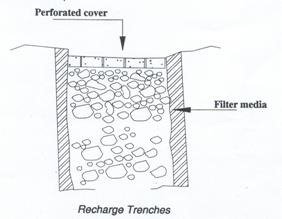 Perforated cover
Filter media
Recharge Trenches